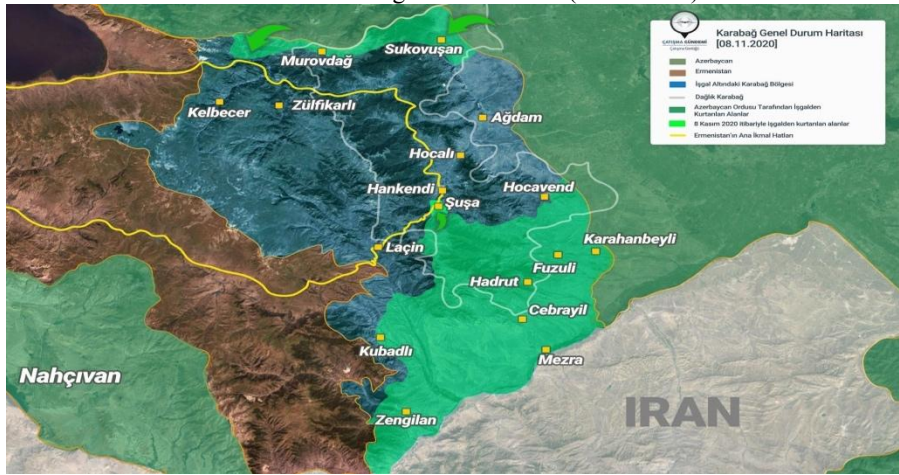 Karabağ Genel Durum Haritası
[08.11.2020]
ÇATIŞMA GÜNDEMİ
Azerbaycan
Ermenistan
İşgal Altındaki Karabağ Bölgesi
Dağlık Karabağ
Azerbaycan Ordusu Tarafından İşgalden
Kurtarılan Alanlar
8 Kasım 2020 itibariyle işgalden kurtarılan alanlar
Ermenistan'ın Ana İkmal Hatları
Murovdağ
Sukovuşan
Kelbecer
Zülfikarlı
Ağdam
Hocalı
Hankendi
Hocavend
Şuşa
Laçin
Karahanbeyli
Fuzuli
Hadrut
Cebrayil
Kubadlı
Mezra
Nahçıvan
Zengilan
IRAN